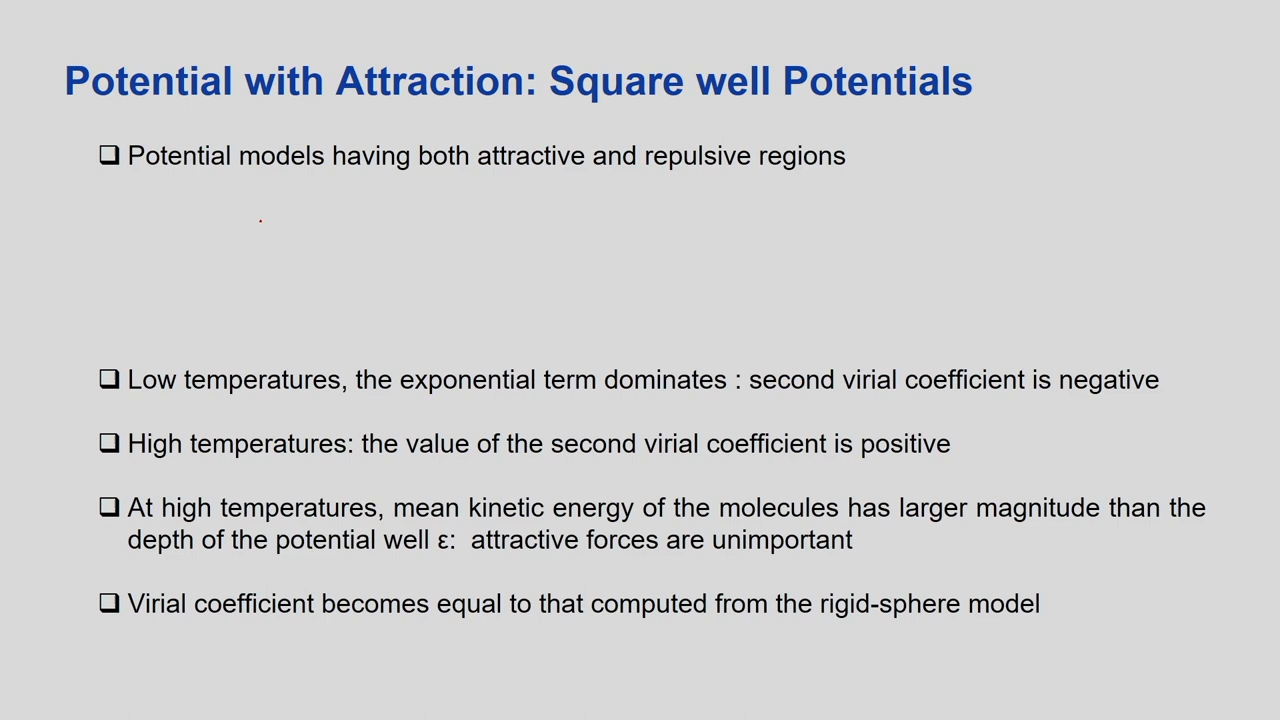 Potential with Attraction: Square well Potentials
❑ Potential models having both attractive and repulsive regions
❑ Low temperatures, the exponential term dominates : second virial coefficient is negative
❑ High temperatures: the value of the second virial coefficient is positive
❑ At high temperatures, mean kinetic energy of the molecules has larger magnitude than the
depth of the potential well ε: attractive forces are unimportant
❑ Virial coefficient becomes equal to that computed from the rigid-sphere model